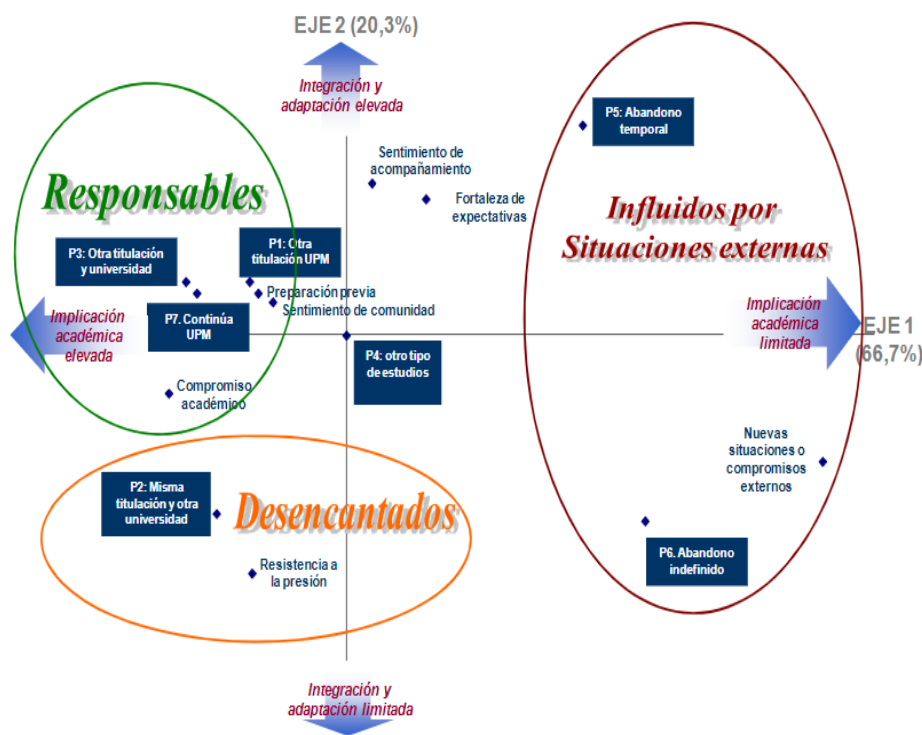 EJE 2 (20,3%)
Integración y
adaptación elevada
P5: Abandono
temporal
Sentimiento de
acompañamiento
Responsables
Fortaleza de
expectativas
Influidos por
Situaciones externas
P3: Otra titulación
y universidad
P1: Otra
titulación UPM
Preparación previa
Sentimiento de comunidad
Implicación
académica
elevada
P7. Continúa
UPM
Implicación
académica
limitada
EJE 1
(66,7%)
P4: otro tipo
de estudios
Compromiso
académico
Nuevas
situaciones o
compromisos
externos
P2: Misma
titulación y otra
universidad
Desencantados
P6. Abandono
indefinido
Resistencia a
la presión
Integración y
adaptación limitada